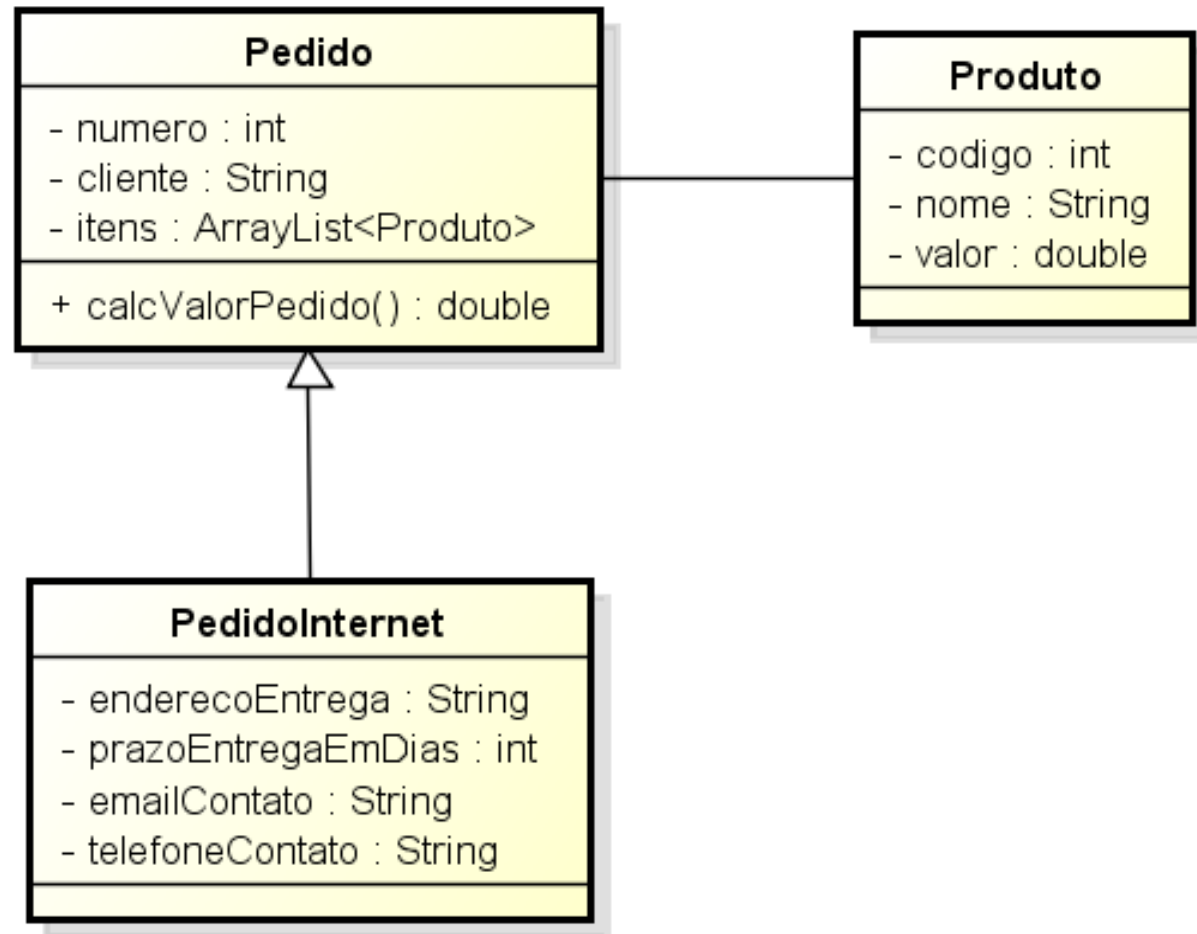 Pedido
- numero : int
- cliente : String
- itens : ArrayList<Produto>
+ calcValorPedido() : double
Produto
- codigo : int
- nome : String
- valor : double
PedidoInternet
- enderecoEntrega : String
- prazoEntregaEmDias : int
- emailContato : String
- telefoneContato : String